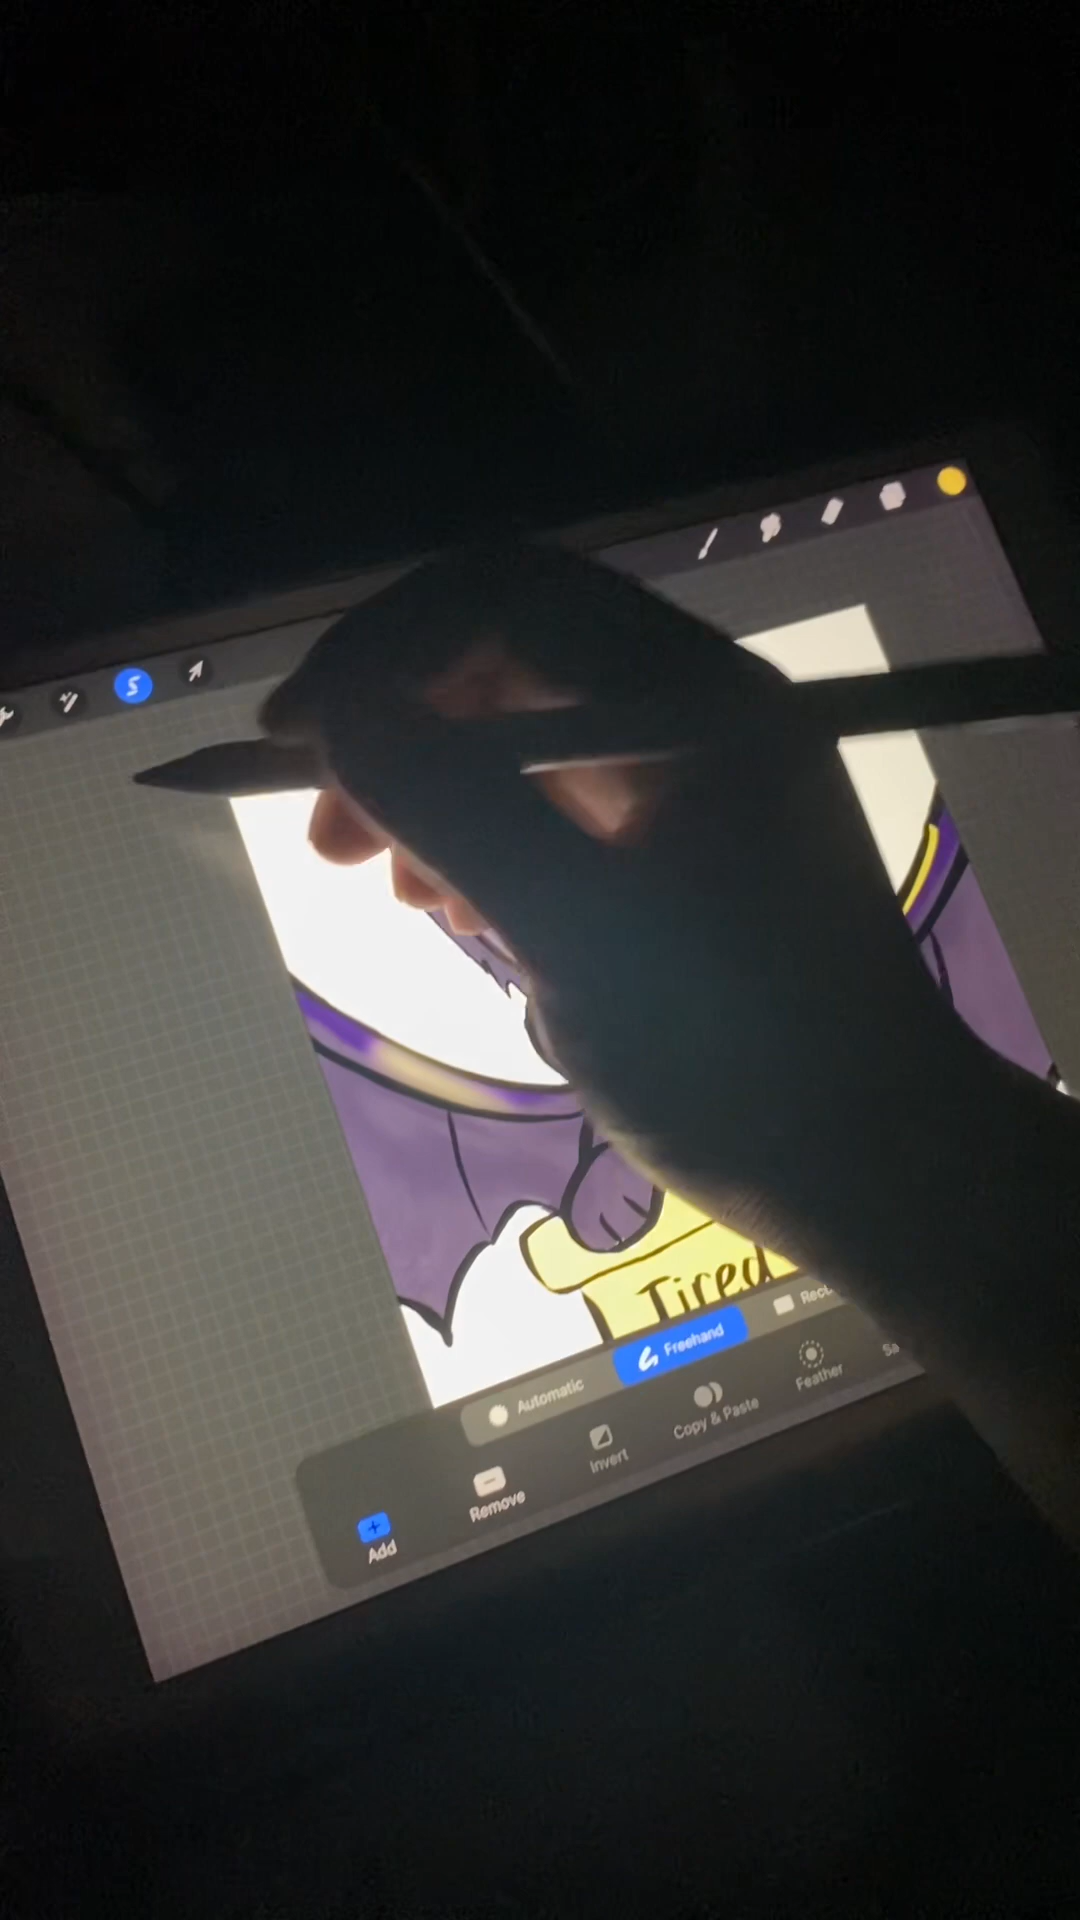 Tired
Automatic
Freehand
Add
Remove
Invert
Copy & Paste
Feather